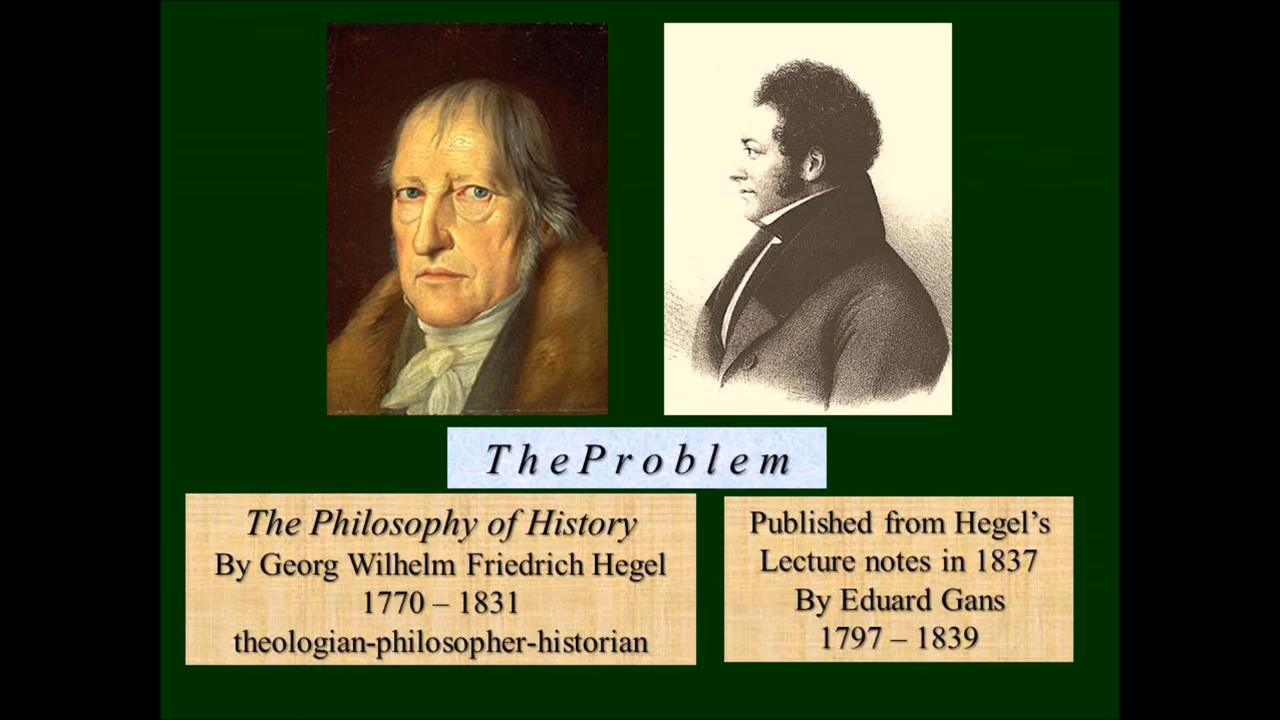 T h e P r o b l e m
The Philosophy of History
By Georg Wilhelm Friedrich Hegel
1770 – 1831
theologian-philosopher-historian
Published from Hegel’s
Lecture notes in 1837
By Eduard Gans
1797 – 1839